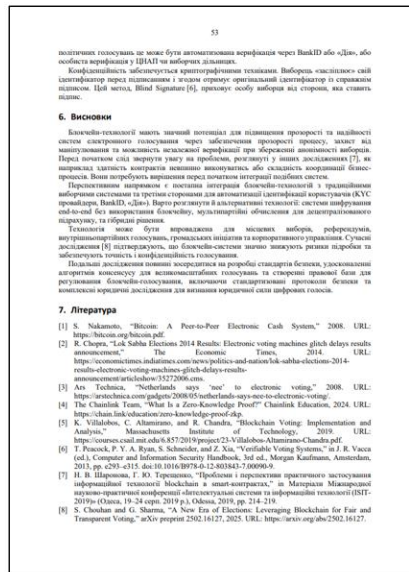 53
політичних голосувань це може бути автоматизована верифікація через BankID або «Дія», або
особиста верифікація у ЦНАП чи виборчих дільницях.
Конфіденційність забезпечується криптографічними техніками. Виборець «засліплює» свій
ідентифікатор перед підписанням і згодом отримує оригінальний ідентифікатор із справжнім
підписом. Цей метод, Blind Signature [6], приховує особу виборця від сторони, яка ставить
підпис.
6. Висновки
Блокчейн-технології мають значний потенціал для підвищення прозорості та надійності
систем електронного голосування через забезпечення прозорості процесу, захист від
маніпулювання та можливість незалежної верифікації при збереженні анонімності виборців.
Перед початком слід звернути увагу на проблеми, розглянуті у інших дослідженнях [7], як
наприклад здатність контрактів невпинно виконуватись або складність координації бізнес-
процесів. Вони потребують вирішення перед початком інтеграції подібних систем.
Перспективним напрямком є поетапна інтеграція блокчейн-технологій з традиційними
виборчими системами та третіми сторонами для автоматизації ідентифікації користувачів (KYC
провайдери, BankID, «Дія»). Варто розглянути й альтернативні технології: системи шифрування
end-to-end без використання блокчейну, мультипартійні обчислення для децентралізованого
підрахунку, та гібридні рішення.
Технологія може бути впроваджена для місцевих виборів, референдумів,
внутрішньопартійних голосувань, громадських ініціатив та корпоративного управління. Сучасні
дослідження [8] підтверджують, що блокчейн-системи значно знижують ризики підробки та
забезпечують точність і конфіденційність голосування.
Подальші дослідження повинні зосередитися на розробці стандартів безпеки, удосконаленні
алгоритмів консенсусу для великомасштабних голосувань та створенні правової бази для
регулювання блокчейн-голосування, включаючи стандартизовані протоколи безпеки та
комплексні юридичні дослідження для визнання юридичної сили цифрових голосів.
7. Література
[1] S. Nakamoto, "Bitcoin: A Peer-to-Peer Electronic Cash System," 2008. URL:
https://bitcoin.org/bitcoin.pdf.
[2] R. Chopra, "Lok Sabha Elections 2014 Results: Electronic voting machines glitch delays results
announcement," The Economic Times, 2014. URL:
https://economictimes.indiatimes.com/news/politics-and-nation/lok-sabha-elections-2014-
results-electronic-voting-machines-glitch-delays-results-
announcement/articleshow/35272006.cms.
[3] Ars Technica, "Netherlands says 'nee' to electronic voting," 2008. URL:
https://arstechnica.com/gadgets/2008/05/netherlands-says-nee-to-electronic-voting/.
[4] The Chainlink Team, "What Is a Zero-Knowledge Proof?" Chainlink Education, 2024. URL:
https://chain.link/education/zero-knowledge-proof-zkp.
[5] K. Villalobos, C. Altamirano, and R. Chandra, "Blockchain Voting: Implementation and
Analysis," Massachusetts Institute of Technology, 2019. URL:
https://courses.csail.mit.edu/6.857/2019/project/23-Villalobos-Altamirano-Chandra.pdf.
[6] T. Peacock, P. Y. A. Ryan, S. Schneider, and Z. Xia, "Verifiable Voting Systems," in J. R. Vacca
(ed.), Computer and Information Security Handbook, 3rd ed., Morgan Kaufmann, Amsterdam,
2013, pp. e293–e315. doi:10.1016/B978-0-12-803843-7.00090-9.
[7] Н. В. Шаронова, Г. Ю. Терещенко, "Проблеми і перспективи практичного застосування
інформаційної технології blockchain в smart-контрактах," in Матеріали Міжнародної
науково-практичної конференції «Інтелектуальні системи та інформаційні технології (ISIT-
2019)» (Одеса, 19–24 серп. 2019 р.), Odessa, 2019, pp. 214–219.
[8] S. Chouhan and G. Sharma, "A New Era of Elections: Leveraging Blockchain for Fair and
Transparent Voting," arXiv preprint 2502.16127, 2025. URL: https://arxiv.org/abs/2502.16127.